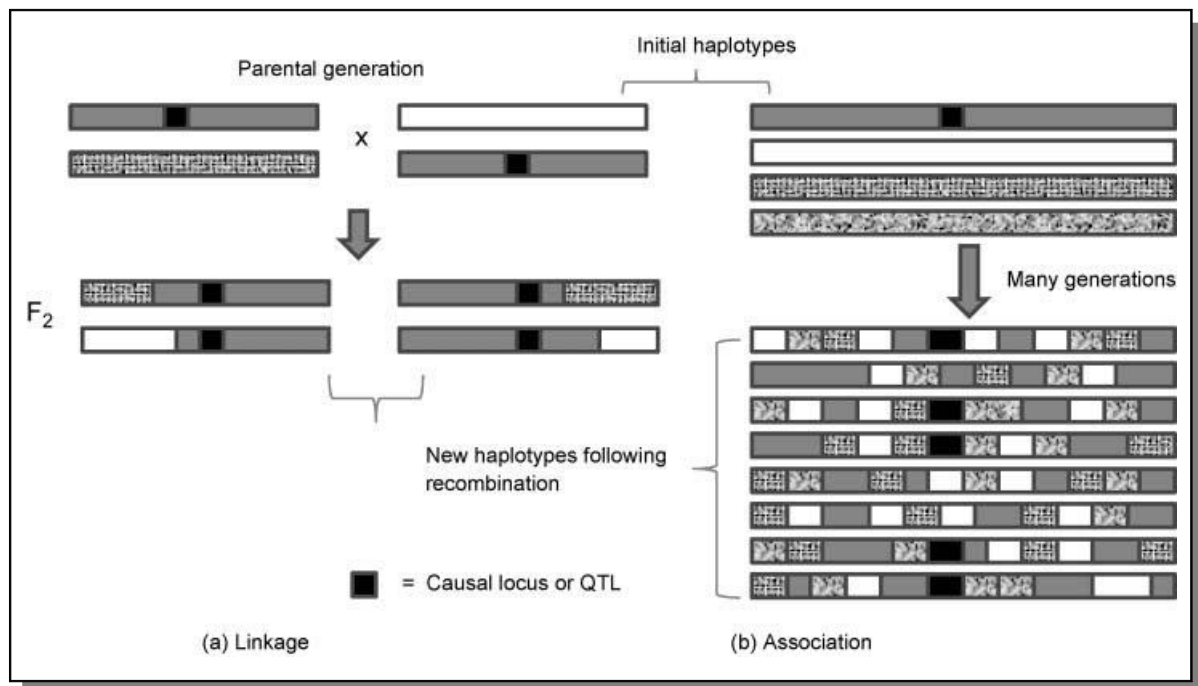 Initial haplotypes
Parental generation
x
Many generations
F2
New haplotypes following
recombination
= Causal locus or QTL
(a) Linkage
(b) Association